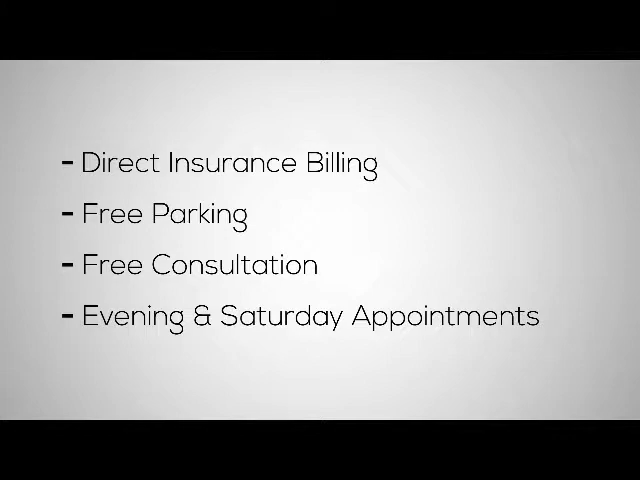 - Direct Insurance Billing
- Free Parking
- Free Consultation
- Evening & Saturday Appointments